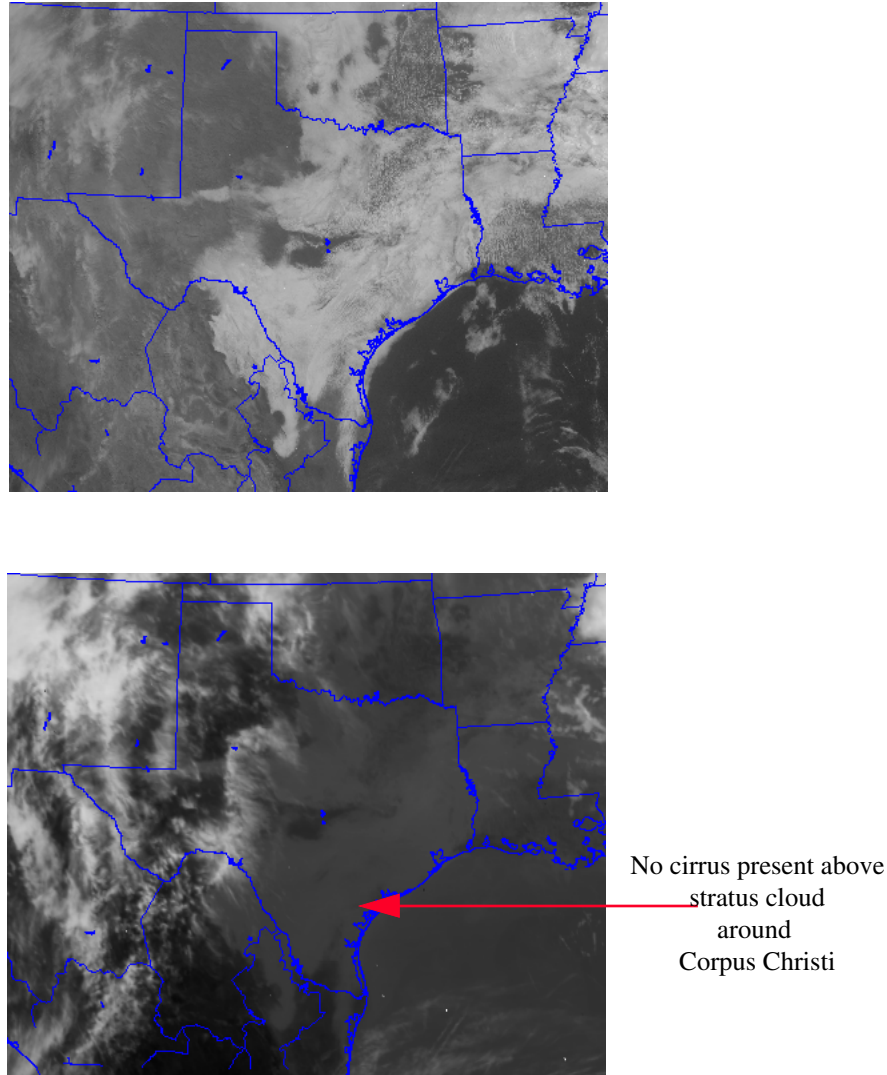 No cirrus present above
stratus cloud
around
Corpus Christi